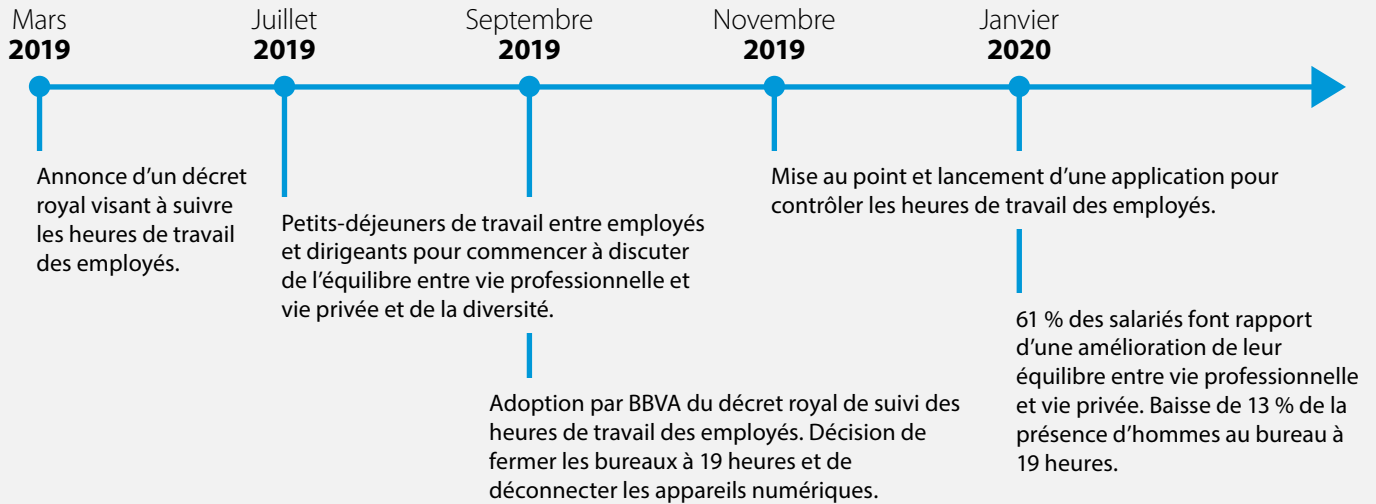 Mars
2019
Juillet
2019
Septembre
2019
Novembre
2019
Janvier
2020
Annonce d’un décret
royal visant à suivre
les heures de travail
des employés.
Petits-déjeuners de travail entre employés
et dirigeants pour commencer à discuter
de l’équilibre entre vie professionnelle et
vie privée et de la diversité.
Adoption par BBVA du décret royal de suivi des
heures de travail des employés. Décision de
fermer les bureaux à 19 heures et de
déconnecter les appareils numériques.
Mise au point et lancement d’une application pour
contrôler les heures de travail des employés.
61 % des salariés font rapport
d’une amélioration de leur
équilibre entre vie professionnelle
et vie privée. Baisse de 13 % de la
présence d’hommes au bureau à
19 heures.